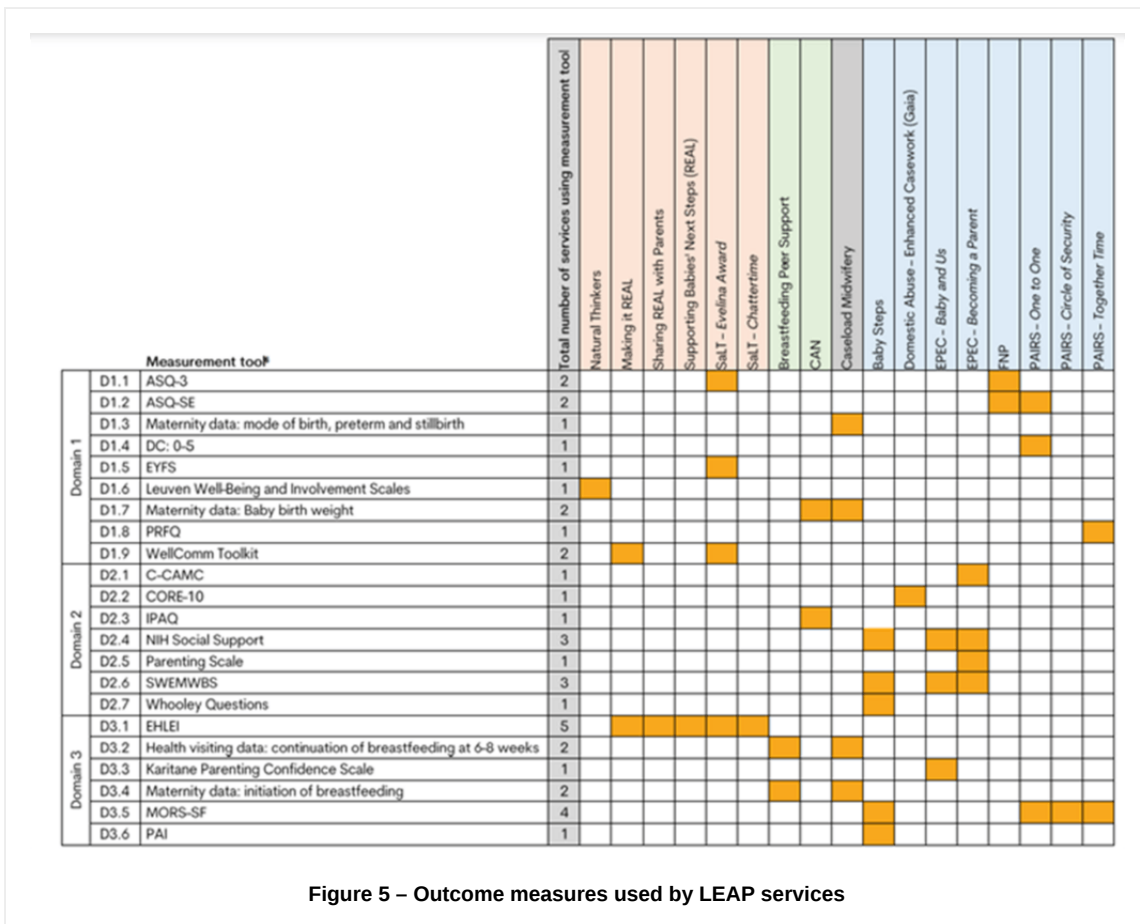 Total number of services using measurement tool
Natural Thinkers
Making it REAL
Sharing REAL with Parents
Supporting Babies' Next Steps (REAL)
SaLT – Evelina Award
SaLT – Chattertime
Breastfeeding Peer Support
CAN
Caseload Midwifery
Baby Steps
Domestic Abuse – Enhanced Casework (Gaia)
EPEC – Baby and Us
EPEC – Becoming a Parent
FNP
PAIRS – One to One
PAIRS – Circle of Security
PAIRS – Together Time
Measurement tool
Domain 1
D1.1 ASQ-3 2
D1.2 ASQ-SE 2
D1.3 Maternity data: mode of birth, preterm and stillbirth 1
D1.4 DC: 0-5 1
D1.5 EYFS 1
D1.6 Leuven Well-Being and Involvement Scales 1
D1.7 Maternity data: Baby birth weight 2
D1.8 PRFQ 1
D1.9 WellComm Toolkit 2
Domain 2
D2.1 C-CAMC 1
D2.2 CORE-10 1
D2.3 IPAQ 1
D2.4 NIH Social Support 3
D2.5 Parenting Scale 1
D2.6 SWEMWBS 3
D2.7 Whooley Questions 1
Domain 3
D3.1 EHLEI 5
D3.2 Health visiting data: continuation of breastfeeding at 6-8 weeks 2
D3.3 Karitane Parenting Confidence Scale 1
D3.4 Maternity data: initiation of breastfeeding 2
D3.5 MORS-SF 4
D3.6 PAI 1
Figure 5 – Outcome measures used by LEAP services